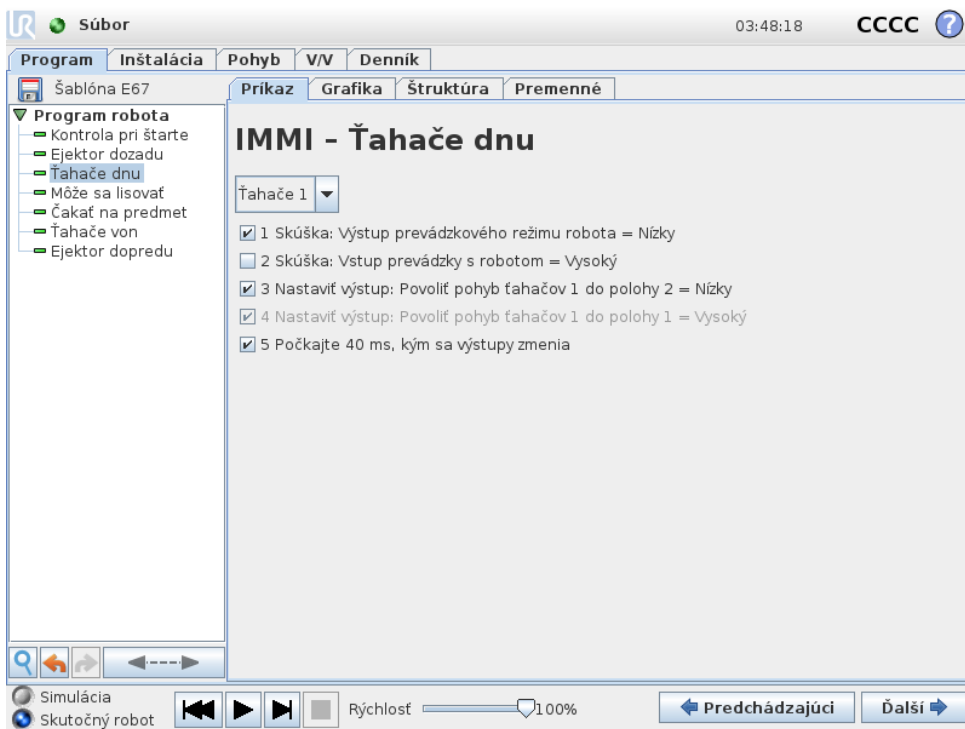 Súbor
03:48:18
CCCC
?
Program Inštalácia Pohyb V/V Denník
Šablóna E67
Príkaz Grafika Štruktúra Premenné
Program robota
Kontrola pri štarte
Ejektor dozadu
Ťahače dnu
Môže sa lisovať
Čakať na predmet
Ťahače von
Ejektor dopredu
IMMI – Ťahače dnu
Ťahače 1
1 Skúška: Výstup prevádzkového režimu robota = Nízky
2 Skúška: Vstup prevádzky s robotom = Vysoký
3 Nastaviť výstup: Povoliť pohyb ťahačov 1 do polohy 2 = Nízky
4 Nastaviť výstup: Povoliť pohyb ťahačov 1 do polohy 1 = Vysoký
5 Počkajte 40 ms, kým sa výstupy zmenia
Simulácia
Skutočný robot
Rýchlosť 100%
Predchádzajúci
Ďalší